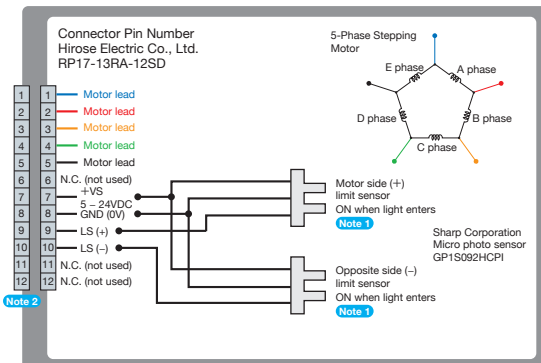 Connector Pin Number
Hirose Electric Co., Ltd.
RP17-13RA-12SD
5-Phase Stepping
Motor
E phase
A phase
D phase
B phase
C phase
1 1 Motor lead
2 2 Motor lead
3 3 Motor lead
4 4 Motor lead
5 5 Motor lead
6 6 N.C. (not used)
7 7 +VS
5 – 24VDC
8 8 GND (0V)
9 9 LS (+)
10 10 LS (–)
11 11 N.C. (not used)
12 12 N.C. (not used)
Note 2
Motor side (+)
limit sensor
ON when light enters
Note 1
Sharp Corporation
Micro photo sensor
GP1S092HCPI
Opposite side (–)
limit sensor
ON when light enters
Note 1